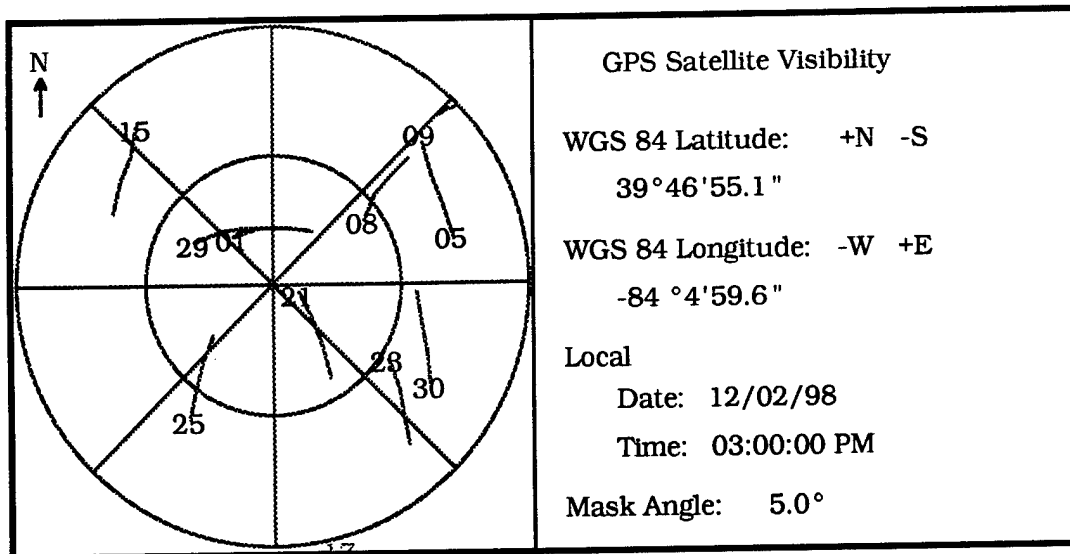 N
15
09
08
05
29 01
21
28
30
25
17
GPS Satellite Visibility
WGS 84 Latitude: +N -S
39°46'55.1"
WGS 84 Longitude: -W +E
-84 °4'59.6"
Local
Date: 12/02/98
Time: 03:00:00 PM
Mask Angle: 5.0°